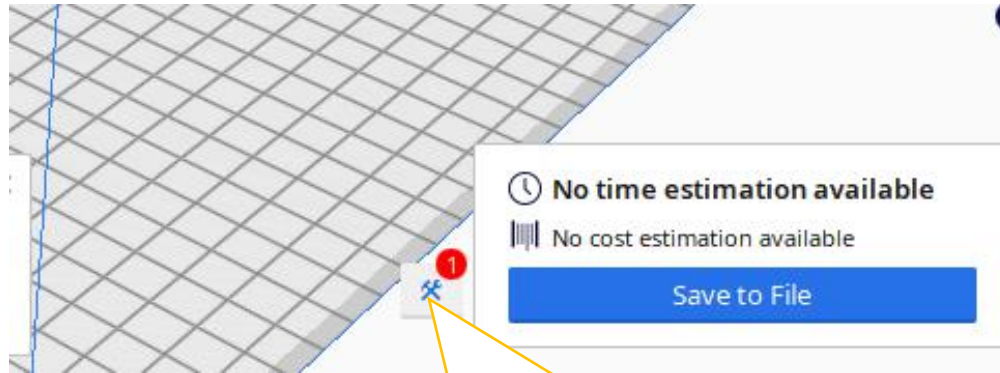 No time estimation available
No cost estimation available
1
Save to File